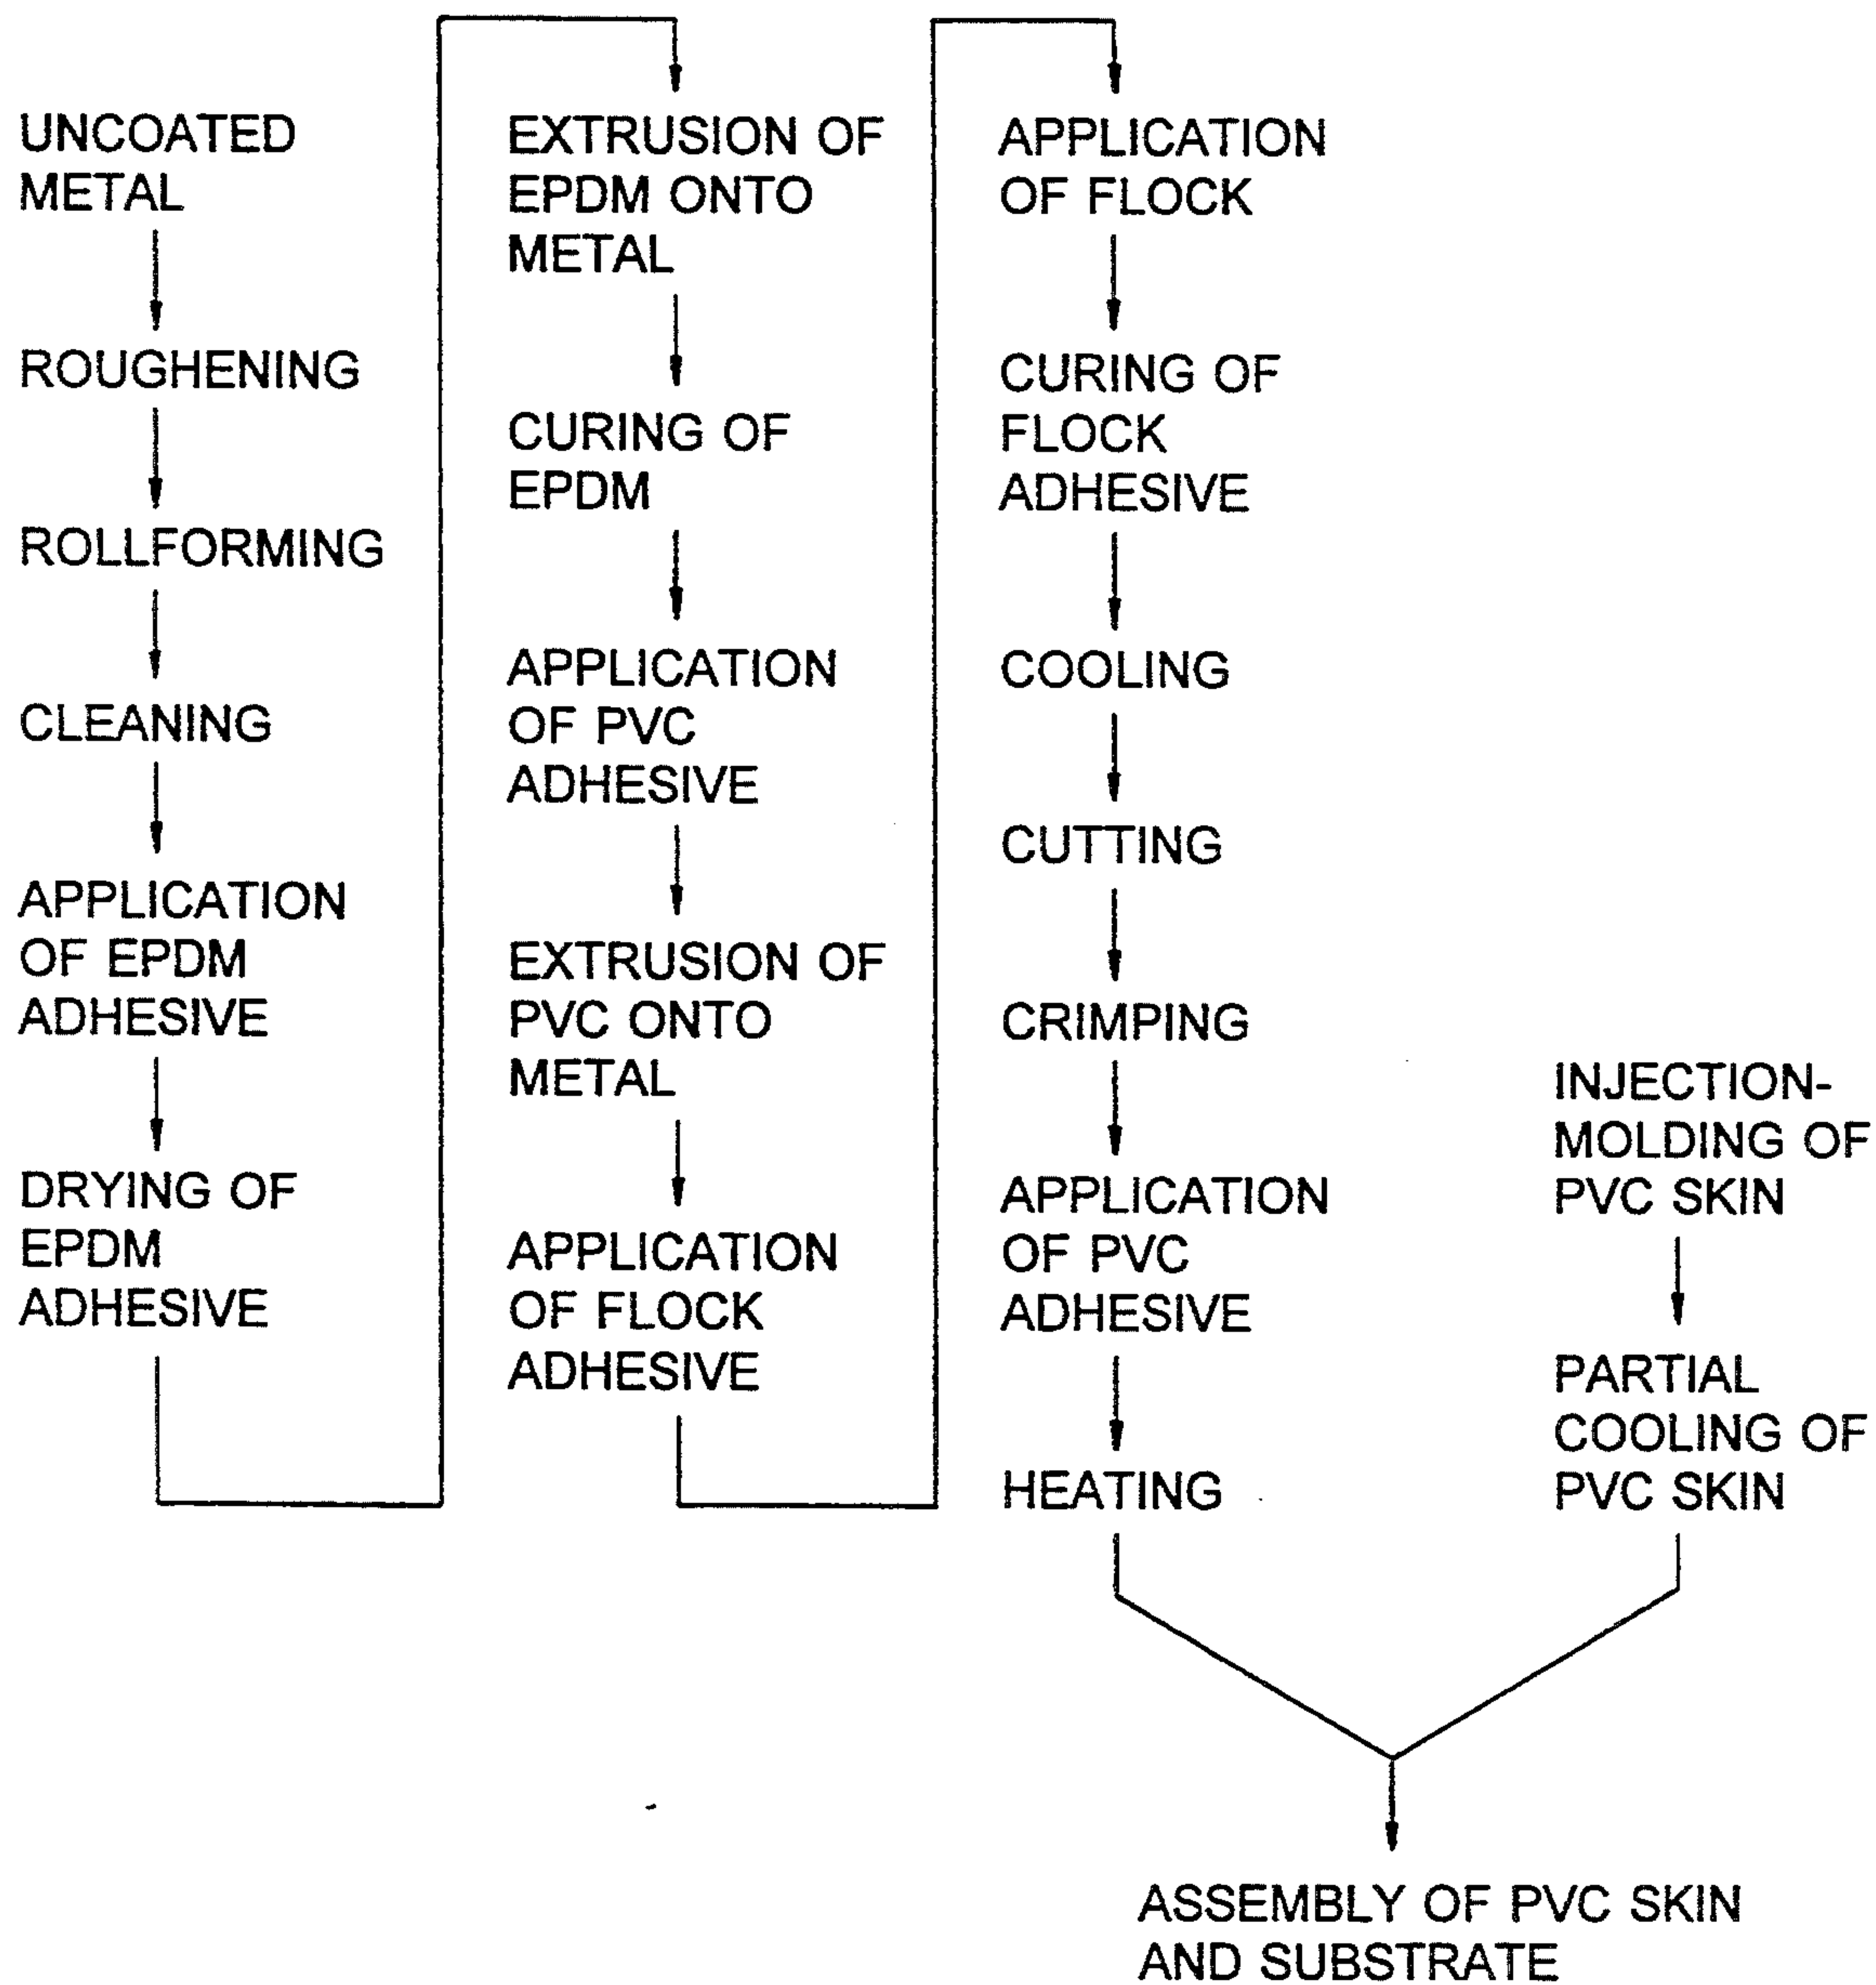 UNCOATED
METAL
ROUGHENING
ROLLFORMING
CLEANING
APPLICATION
OF EPDM
ADHESIVE
DRYING OF
EPDM
ADHESIVE
EXTRUSION OF
EPDM ONTO
METAL
CURING OF
EPDM
APPLICATION
OF PVC
ADHESIVE
EXTRUSION OF
PVC ONTO
METAL
APPLICATION
OF FLOCK
ADHESIVE
APPLICATION
OF FLOCK
CURING OF
FLOCK
ADHESIVE
COOLING
CUTTING
CRIMPING
APPLICATION
OF PVC
ADHESIVE
HEATING
INJECTION-
MOLDING OF
PVC SKIN
PARTIAL
COOLING OF
PVC SKIN
ASSEMBLY OF PVC SKIN
AND SUBSTRATE